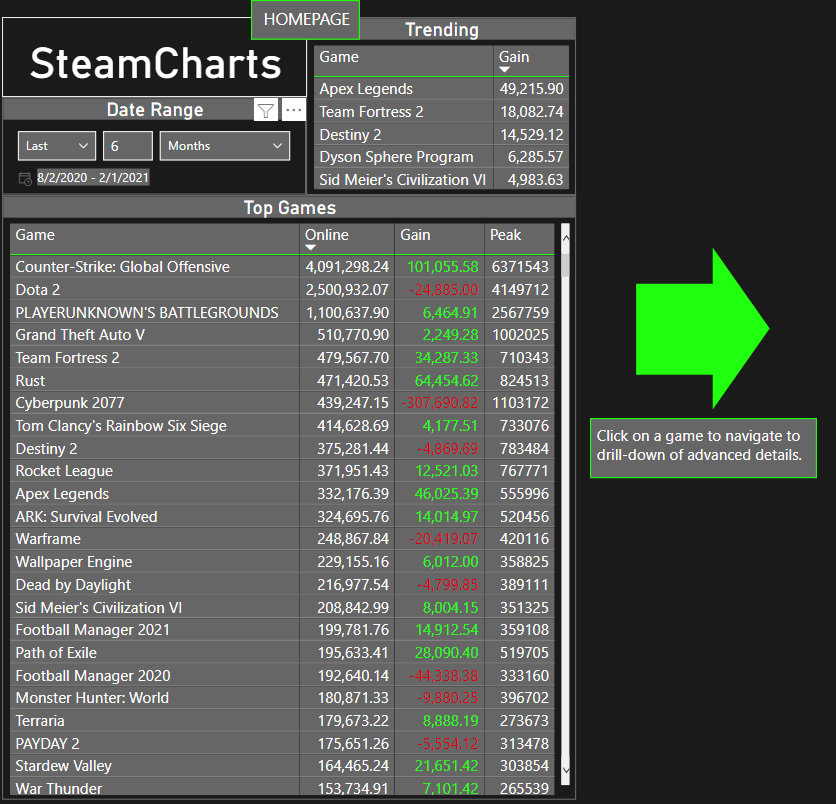 HOMEPAGE
SteamCharts
Date Range
Last 6 Months
8/2/2020 - 2/1/2021
Trending
Game Gain
Apex Legends 49,215.90
Team Fortress 2 18,082.74
Destiny 2 14,529.12
Dyson Sphere Program 6,285.57
Sid Meier's Civilization VI 4,983.63
Top Games
Game Online Gain Peak
Counter-Strike: Global Offensive 4,091,298.24 101,055.58 6371543
Dota 2 2,500,932.07 -24,885.00 4149712
PLAYERUNKNOWN'S BATTLEGROUNDS 1,100,637.90 6,464.91 2567759
Grand Theft Auto V 510,770.90 2,249.28 1002025
Team Fortress 2 479,567.70 34,287.33 710343
Rust 471,420.53 64,454.62 824513
Cyberpunk 2077 439,247.15 -307,690.82 1103172
Tom Clancy's Rainbow Six Siege 414,628.69 4,177.51 733076
Destiny 2 375,281.44 -4,869.69 783484
Rocket League 371,951.43 12,521.03 767771
Apex Legends 332,176.39 46,025.39 555996
ARK: Survival Evolved 324,695.76 14,014.97 520456
Warframe 248,867.84 -20,419.07 420116
Wallpaper Engine 229,155.16 6,012.00 358825
Dead by Daylight 216,977.54 -4,799.85 389111
Sid Meier's Civilization VI 208,842.99 8,004.15 351325
Football Manager 2021 199,781.76 14,912.54 359108
Path of Exile 195,633.41 28,090.40 519705
Football Manager 2020 192,640.14 -44,338.38 333160
Monster Hunter: World 180,871.33 -9,880.25 396702
Terraria 179,673.22 8,888.19 273673
PAYDAY 2 175,651.26 -5,554.12 313478
Stardew Valley 164,465.24 21,651.42 303854
War Thunder 153,734.91 7,101.42 265539
Click on a game to navigate to
drill-down of advanced details.